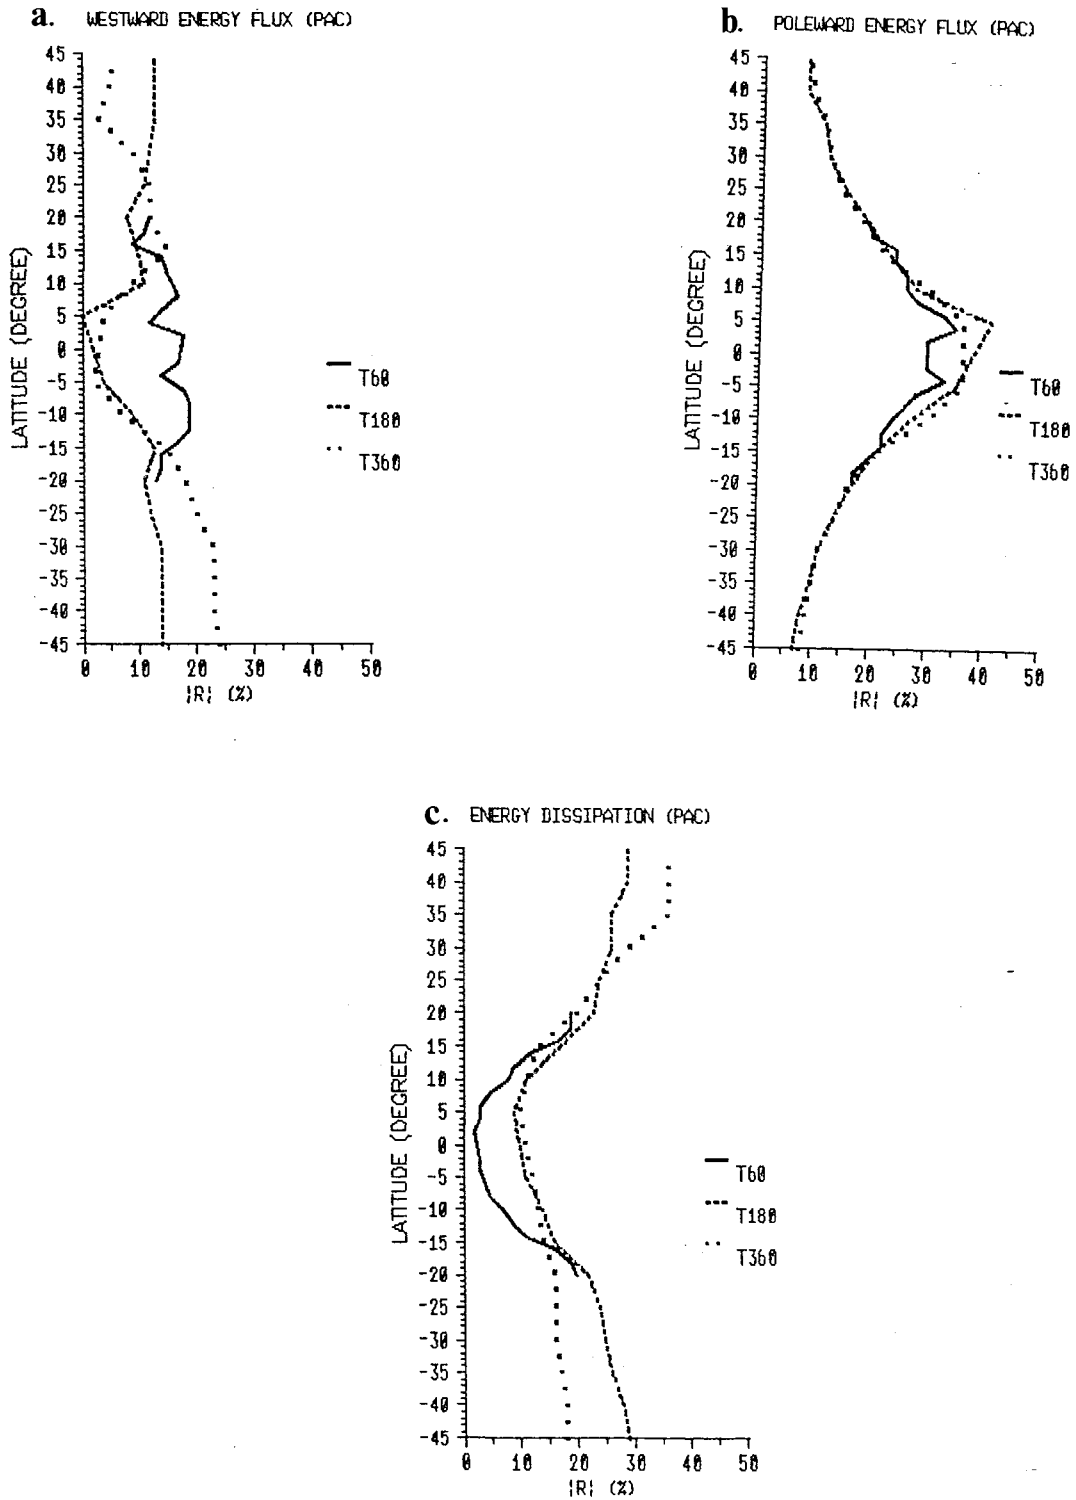 a. WESTWARD ENERGY FLUX (PAC)
45
40
35
30
25
20
15
10
5
0
-5
-10
-15
-20
-25
-30
-35
-40
-45
LATITUDE (DEGREE)
0 10 20 30 40 50
|R| (%)
T60
T180
T360
b. POLEWARD ENERGY FLUX (PAC)
45
40
35
30
25
20
15
10
5
0
-5
-10
-15
-20
-25
-30
-35
-40
-45
LATITUDE (DEGREE)
0 10 20 30 40 50
|R| (%)
T60
T180
T360
c. ENERGY DISSIPATION (PAC)
45
40
35
30
25
20
15
10
5
0
-5
-10
-15
-20
-25
-30
-35
-40
-45
LATITUDE (DEGREE)
0 10 20 30 40 50
|R| (%)
T60
T180
T360